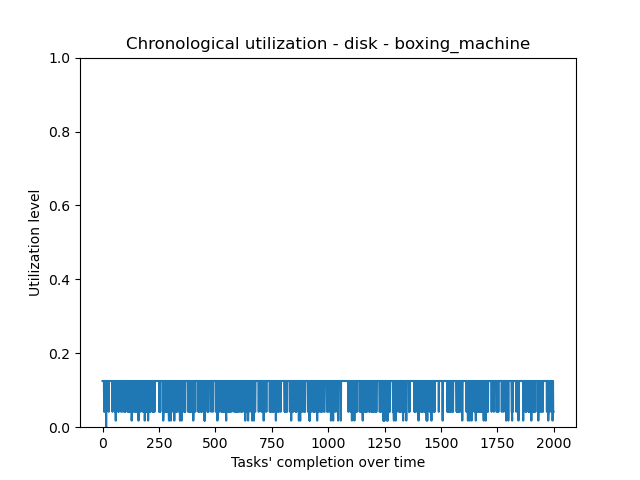 Chronological utilization - disk - boxing_machine
1.0
0.8
0.6
0.4
0.2
0.0
Utilization level
0 250 500 750 1000 1250 1500 1750 2000
Tasks' completion over time